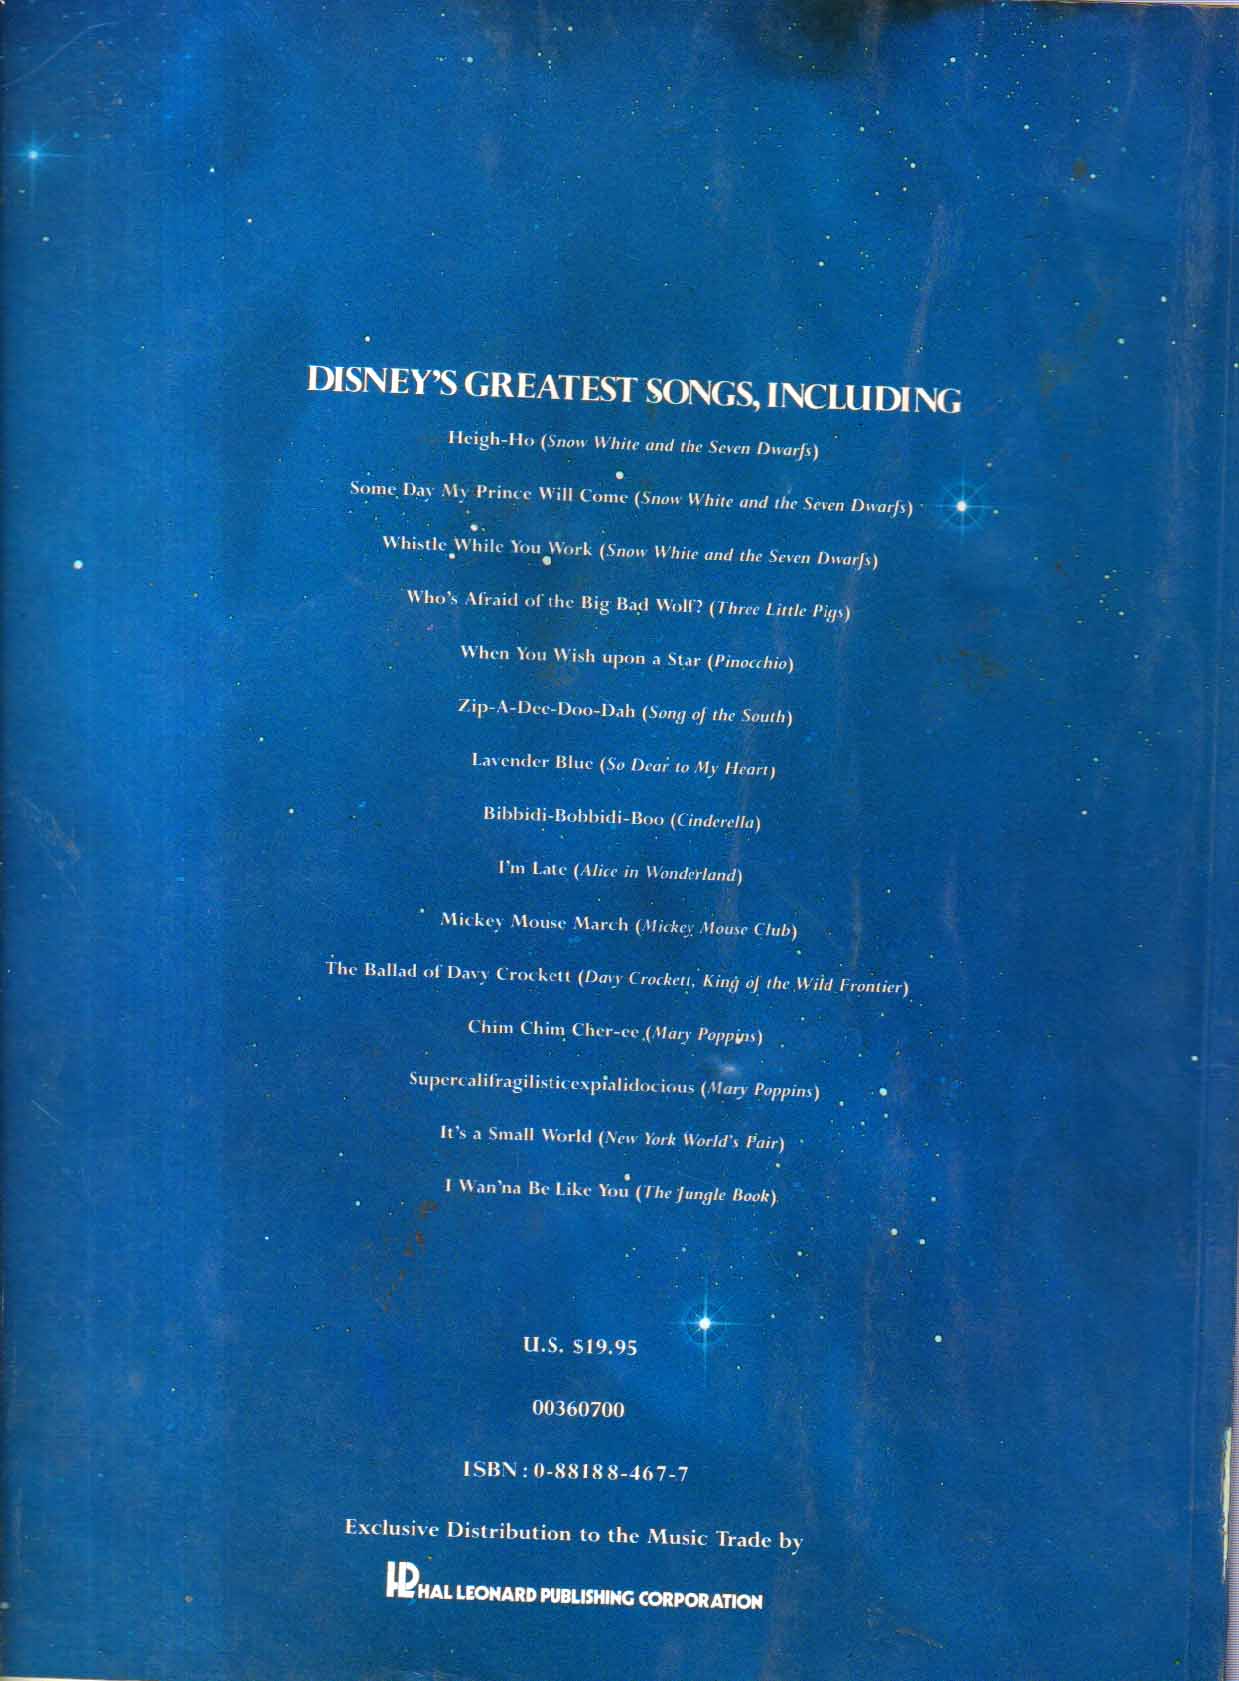 DISNEY'S GREATEST SONGS, INCLUDING
Heigh-Ho (Snow White and the Seven Dwarfs)
Some Day My Prince Will Come (Snow White and the Seven Dwarfs)
Whistle While You Work (Snow White and the Seven Dwarfs)
Who's Afraid of the Big Bad Wolf? (Three Little Pigs)
When You Wish upon a Star (Pinocchio)
Zip-A-Dee-Doo-Dah (Song of the South)
Lavender Blue (So Dear to My Heart)
Bibbidi-Bobbidi-Boo (Cinderella)
I'm Late (Alice in Wonderland)
Mickey Mouse March (Mickey Mouse Club)
The Ballad of Davy Crockett (Davy Crockett, King of the Wild Frontier)
Chim Chim Cher-ee (Mary Poppins)
Supercalifragilisticexpialidocious (Mary Poppins)
It's a Small World (New York World's Fair)
I Wan'na Be Like You (The Jungle Book)
U.S. $19.95
00360700
ISBN : 0-88188-467-7
Exclusive Distribution to the Music Trade by
HL HAL LEONARD PUBLISHING CORPORATION